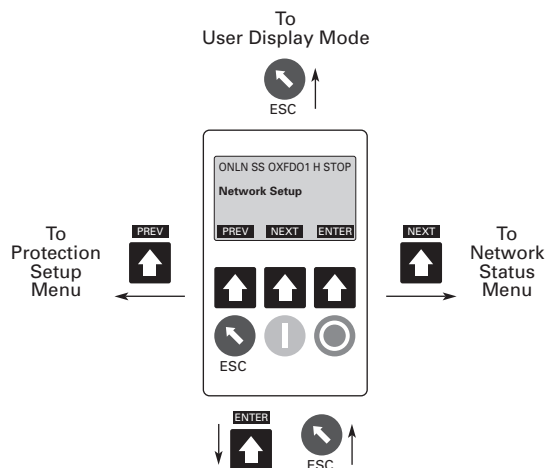 To
User Display Mode
ESC
ONLN SS OXFDO1 H STOP
Network Setup
PREV NEXT ENTER
To
Protection
Setup
Menu
PREV
NEXT
To
Network
Status
Menu
ESC
ENTER
ESC